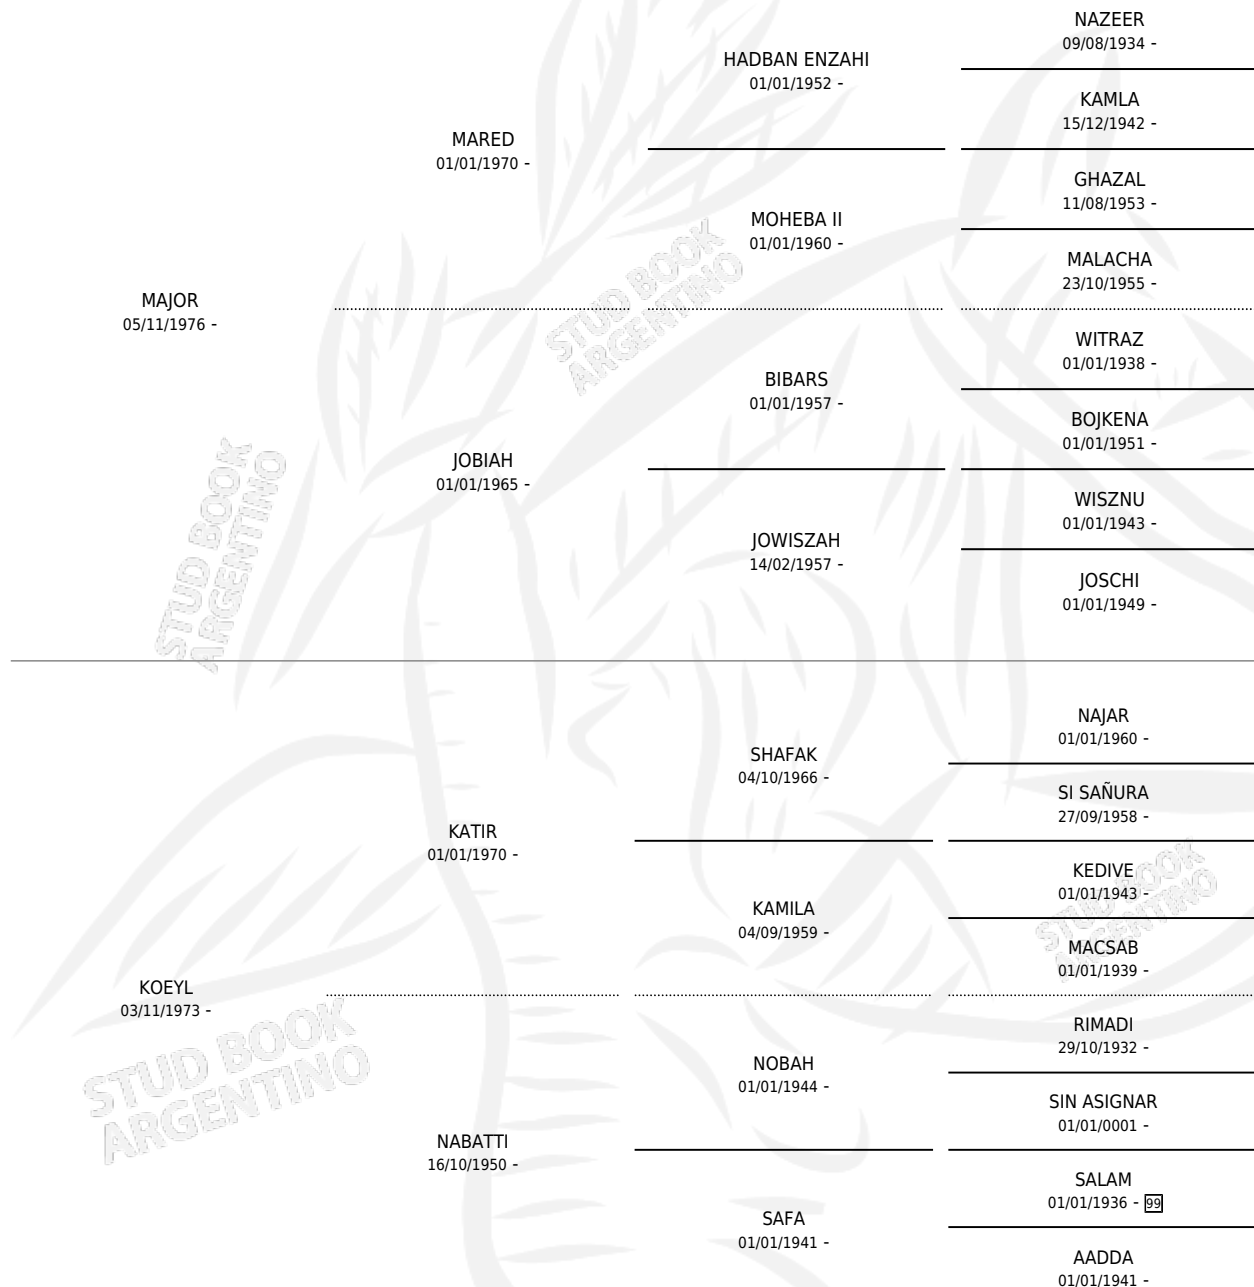 NAZEER
09/08/1934 -
HADBAN ENZAHI
01/01/1952 -
KAMLA
15/12/1942 -
MARED
01/01/1970 -
GHAZAL
11/08/1953 -
MOHEBA II
01/01/1960 -
MALACHA
23/10/1955 -
MAJOR
05/11/1976 -
WITRAZ
01/01/1938 -
BIBARS
01/01/1957 -
BOJKENA
01/01/1951 -
JOBIAH
01/01/1965 -
WISZNU
01/01/1943 -
JOWISZAH
14/02/1957 -
JOSCHI
01/01/1949 -
NAJAR
01/01/1960 -
SHAFAK
04/10/1966 -
SI SAÑURA
27/09/1958 -
KATIR
01/01/1970 -
KEDIVE
01/01/1943 -
KAMILA
04/09/1959 -
MACSAB
01/01/1939 -
KOEYL
03/11/1973 -
RIMADI
29/10/1932 -
NOBAH
01/01/1944 -
SIN ASIGNAR
01/01/0001 -
NABATTI
16/10/1950 -
SALAM
01/01/1936 - 99
SAFA
01/01/1941 -
AADDA
01/01/1941 -
STUD BOOK
ARGENTINO
STUD BOOK
ARGENTINO
STUD BOOK
ARGENTINO
STUD BOOK
ARGENTINO